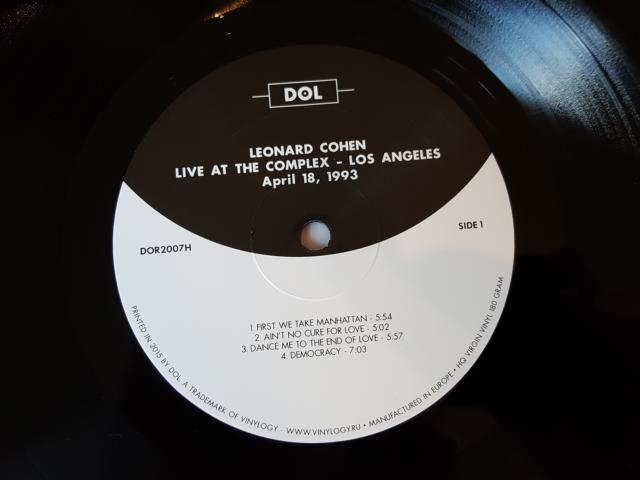 DOL
LEONARD COHEN
LIVE AT THE COMPLEX - LOS ANGELES
April 18, 1993
DOR2007H
SIDE 1
1. FIRST WE TAKE MANHATTAN - 5:54
2. AIN'T NO CURE FOR LOVE - 5:02
3. DANCE ME TO THE END OF LOVE - 5:57
4. DEMOCRACY - 7:03
PRINTED IN 2015 BY DOL, A TRADEMARK OF VINYLOGY - WWW.VINYLOGY.RU • MANUFACTURED IN EUROPE • HQ VIRGIN VINYL 180 GRAM